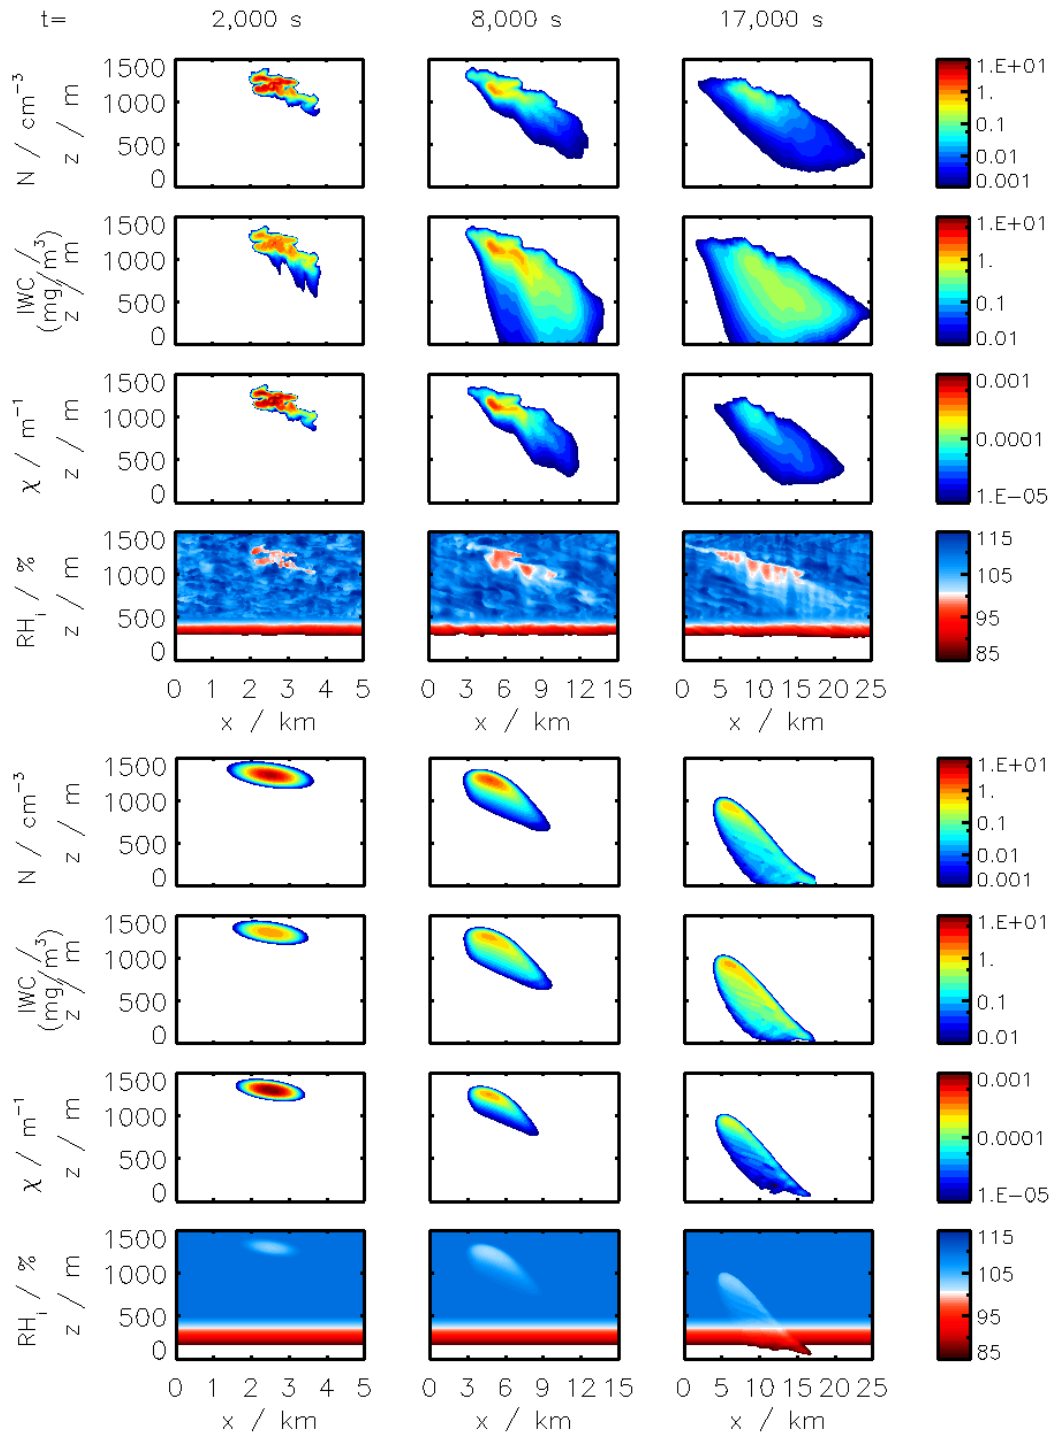 t= 2,000 s 8,000 s 17,000 s
N / cm⁻³
z / m
1500
1000
500
0
1.E+01
1.
0.1
0.01
0.001
IWC / (mg/m³)
z / m
1500
1000
500
0
1.E+01
1.
0.1
0.01
χ / m⁻¹
z / m
1500
1000
500
0
0.001
0.0001
1.E-05
RHᵢ / %
z / m
1500
1000
500
0
115
105
95
85
0 1 2 3 4 5 0 3 6 9 12 15 0 5 10 15 20 25
x / km x / km x / km
N / cm⁻³
z / m
1500
1000
500
0
1.E+01
1.
0.1
0.01
0.001
IWC / (mg/m³)
z / m
1500
1000
500
0
1.E+01
1.
0.1
0.01
χ / m⁻¹
z / m
1500
1000
500
0
0.001
0.0001
1.E-05
RHᵢ / %
z / m
1500
1000
500
0
115
105
95
85
0 1 2 3 4 5 0 3 6 9 12 15 0 5 10 15 20 25
x / km x / km x / km